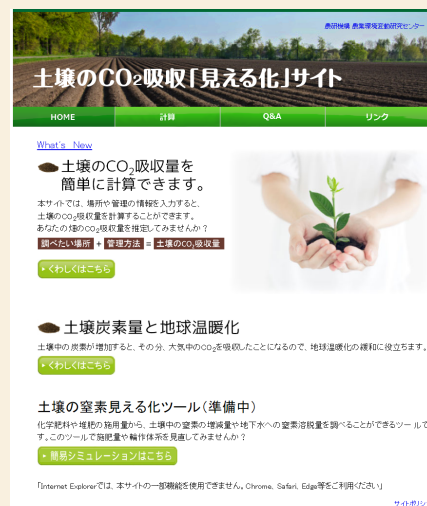 農研機構 農業環境変動研究センター
土壌のCO2吸収「見える化」サイト
HOME 計算 Q&A リンク
What's New
土壌のCO2吸収量を
簡単に計算できます。
本サイトでは、場所や管理の情報を入力すると、
土壌のCO2吸収量を計算することができます。
あなたの畑のCO2吸収量を推定してみませんか？
調べたい場所 + 管理方法 = 土壌のCO2吸収量
くわしくはこちら
土壌炭素量と地球温暖化
土壌中の炭素が増加すると、その分、大気中のCO2を吸収したことになるので、地球温暖化の緩和に役立ちます。
くわしくはこちら
土壌の窒素見える化ツール（準備中）
化学肥料や堆肥の施用量から、土壌中の窒素の増減量や地下水への窒素溶脱量を調べることができるツールで
す。このツールで施肥量や輪作体系を見直してみませんか？
簡易シミュレーションはこちら
「Internet Explorerでは、本サイトの一部機能を使用できません。Chrome、Safari、Edge等をご利用ください」
サイトポリシ